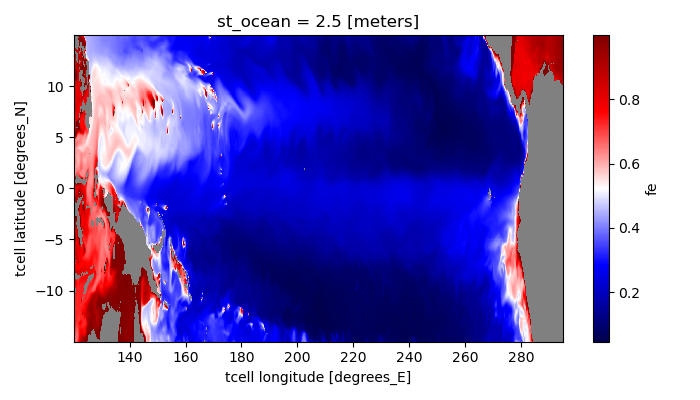 st_ocean = 2.5 [meters]
tcell latitude [degrees_N]
10
5
0
−5
−10
140 160 180 200 220 240 260 280
tcell longitude [degrees_E]
0.8
0.6
0.4
0.2
fe